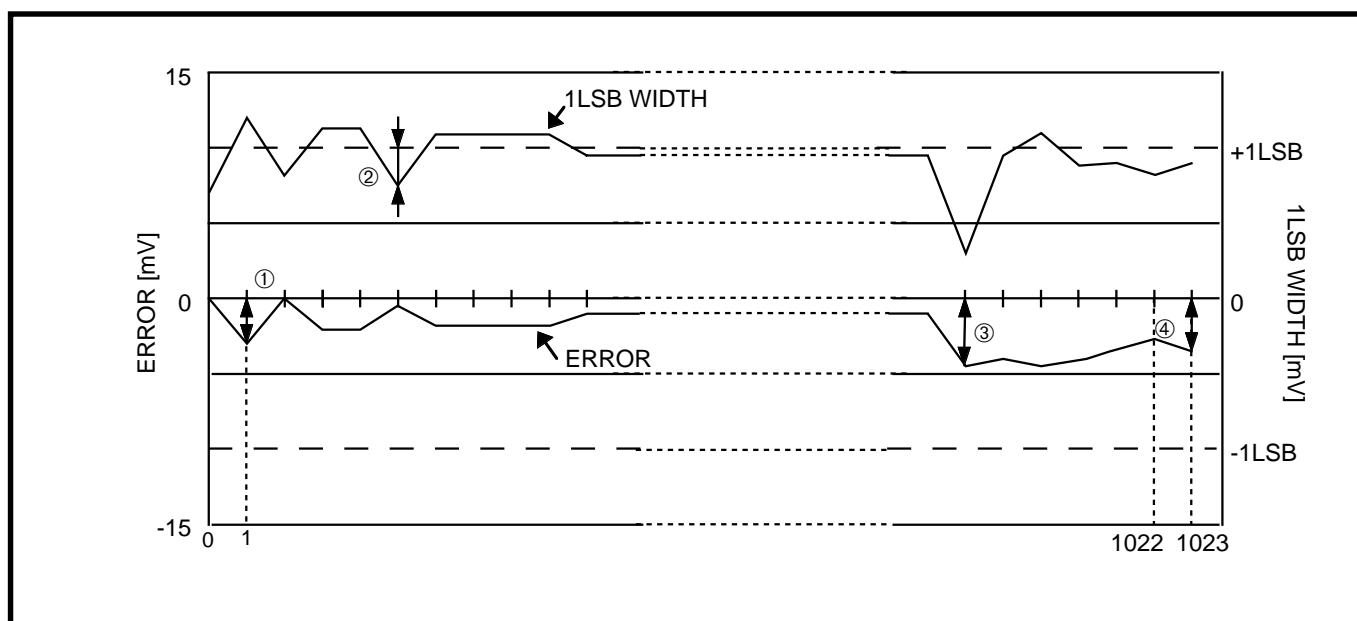 15
1LSB WIDTH
+1LSB
②
ERROR [mV]
1LSB WIDTH [mV]
①
0
0
③
④
ERROR
-1LSB
-15
0
1
1022
1023